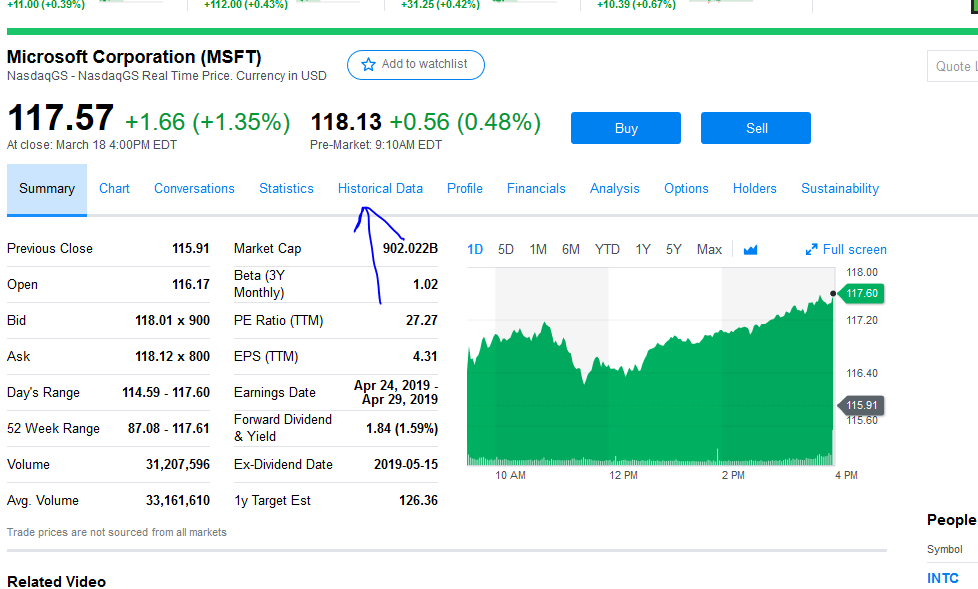 +11.00 (+0.39%) +112.00 (+0.43%) +31.25 (+0.42%) +10.39 (+0.67%)
Microsoft Corporation (MSFT)
NasdaqGS - NasdaqGS Real Time Price. Currency in USD
Add to watchlist
Quote
117.57 +1.66 (+1.35%)
At close: March 18 4:00PM EDT
118.13 +0.56 (0.48%)
Pre-Market: 9:10AM EDT
Buy
Sell
Summary Chart Conversations Statistics Historical Data Profile Financials Analysis Options Holders Sustainability
Previous Close 115.91
Open 116.17
Bid 118.01 x 900
Ask 118.12 x 800
Day's Range 114.59 - 117.60
52 Week Range 87.08 - 117.61
Volume 31,207,596
Avg. Volume 33,161,610
Market Cap 902.022B
Beta (3Y
Monthly) 1.02
PE Ratio (TTM) 27.27
EPS (TTM) 4.31
Earnings Date Apr 24, 2019 -
Apr 29, 2019
Forward Dividend
& Yield 1.84 (1.59%)
Ex-Dividend Date 2019-05-15
1y Target Est 126.36
1D 5D 1M 6M YTD 1Y 5Y Max Full screen
118.00
117.60
117.20
116.40
115.91
115.60
10 AM 12 PM 2 PM 4 PM
Trade prices are not sourced from all markets
Related Video
People
Symbol
INTC